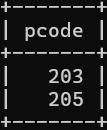 +-------+
| pcode |
+-------+
|   203 |
|   205 |
+-------+